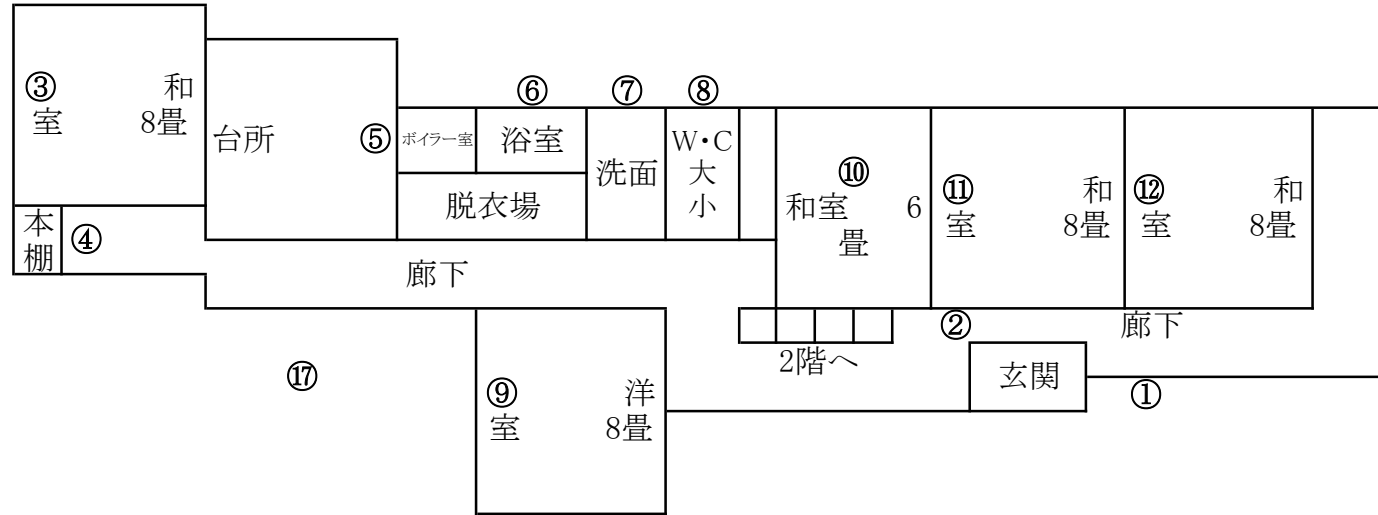 ③ 和
室 8畳
台所
⑤
ボイラー室
⑥
浴室
脱衣場
⑦
洗面
⑧
W・C
大
小
⑩
和室 6
畳
⑪ 和
室 8畳
⑫ 和
室 8畳
本
棚
④
廊下
②
廊下
2階へ
玄関
①
⑰
⑨ 洋
室 8畳